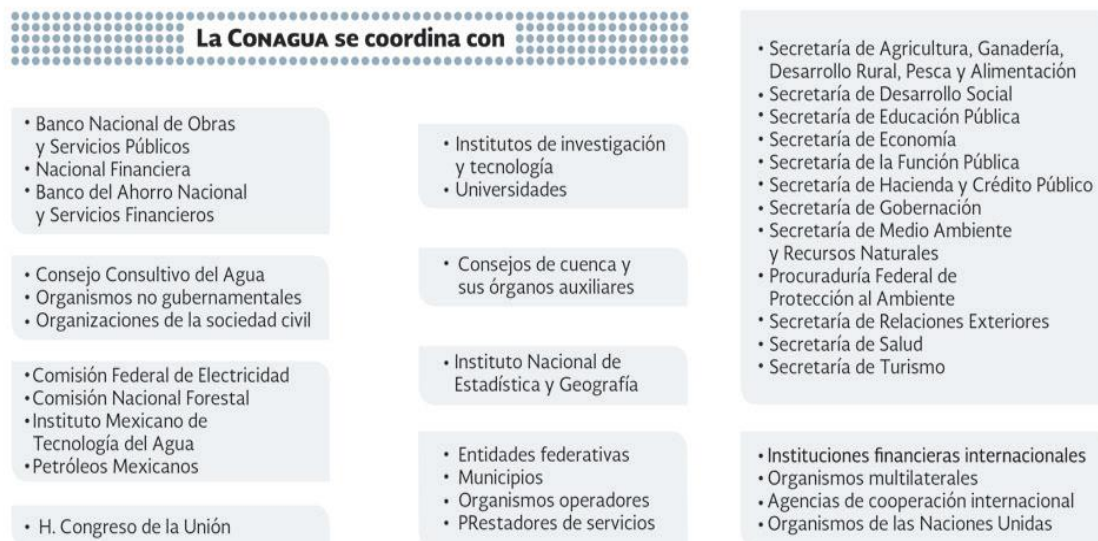 La CONAGUA se coordina con
• Banco Nacional de Obras
y Servicios Públicos
• Nacional Financiera
• Banco del Ahorro Nacional
y Servicios Financieros
• Consejo Consultivo del Agua
• Organismos no gubernamentales
• Organizaciones de la sociedad civil
• Comisión Federal de Electricidad
• Comisión Nacional Forestal
• Instituto Mexicano de
Tecnología del Agua
• Petróleos Mexicanos
• H. Congreso de la Unión
• Institutos de investigación
y tecnología
• Universidades
• Consejos de cuenca y
sus órganos auxiliares
• Instituto Nacional de
Estadística y Geografía
• Entidades federativas
• Municipios
• Organismos operadores
• PRestadores de servicios
• Secretaría de Agricultura, Ganadería,
Desarrollo Rural, Pesca y Alimentación
• Secretaría de Desarrollo Social
• Secretaría de Educación Pública
• Secretaría de Economía
• Secretaría de la Función Pública
• Secretaría de Hacienda y Crédito Público
• Secretaría de Gobernación
• Secretaría de Medio Ambiente
y Recursos Naturales
• Procuraduría Federal de
Protección al Ambiente
• Secretaría de Relaciones Exteriores
• Secretaría de Salud
• Secretaría de Turismo
• Instituciones financieras internacionales
• Organismos multilaterales
• Agencias de cooperación internacional
• Organismos de las Naciones Unidas